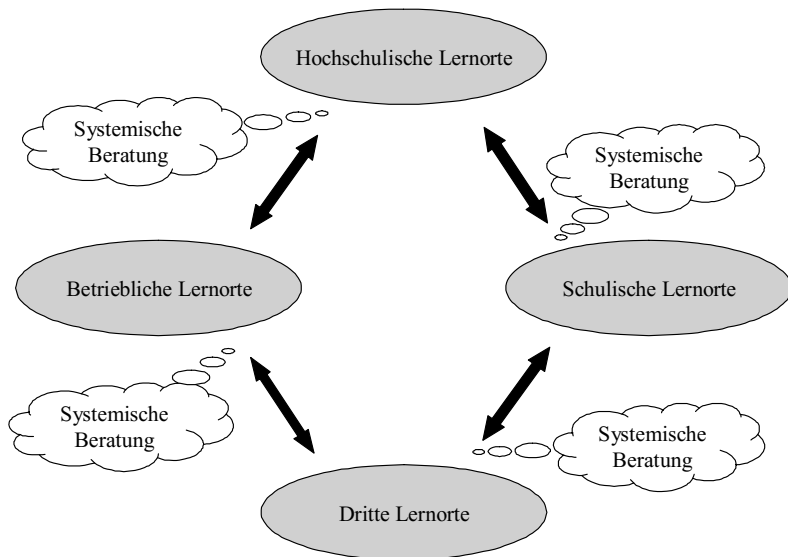 Hochschulische Lernorte
Systemische
Beratung
Systemische
Beratung
Betriebliche Lernorte
Schulische Lernorte
Systemische
Beratung
Systemische
Beratung
Dritte Lernorte